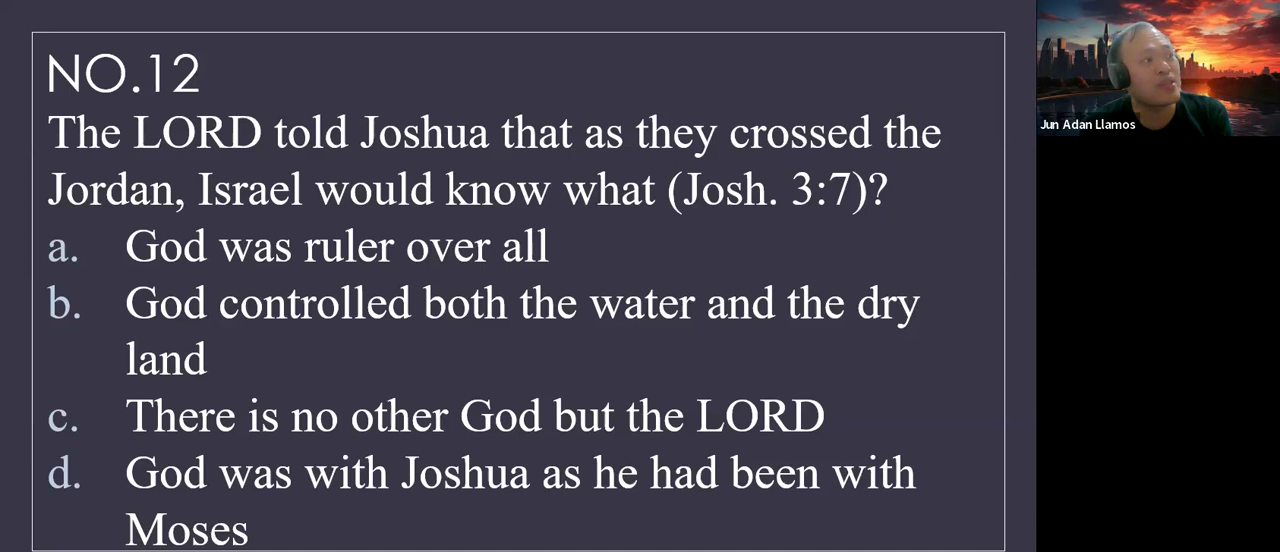 NO.12
The LORD told Joshua that as they crossed the
Jordan, Israel would know what (Josh. 3:7)?
a. God was ruler over all
b. God controlled both the water and the dry
land
c. There is no other God but the LORD
d. God was with Joshua as he had been with
Moses
Jun Adan Llamos